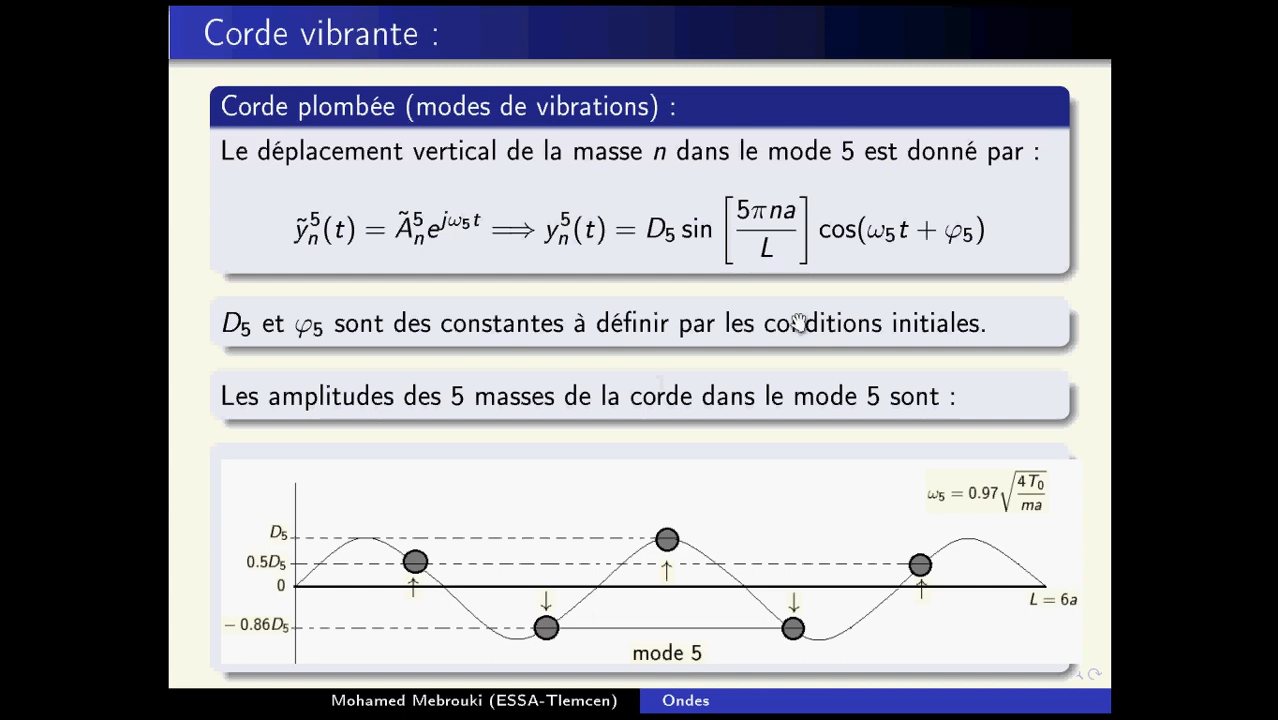 Corde vibrante :
Corde plombée (modes de vibrations) :
Le déplacement vertical de la masse n dans le mode 5 est donné par :
ỹₙ⁵(t) = Ãₙ⁵e^{jω₅t} ⟹ yₙ⁵(t) = D₅ sin [5πna / L] cos(ω₅t + φ₅)
D₅ et φ₅ sont des constantes à définir par les conditions initiales.
Les amplitudes des 5 masses de la corde dans le mode 5 sont :
ω₅ = 0.97√(4T₀ / ma)
D₅
0.5D₅
0
L = 6a
− 0.86D₅
mode 5
Mohamed Mebrouki (ESSA-Tlemcen) Ondes